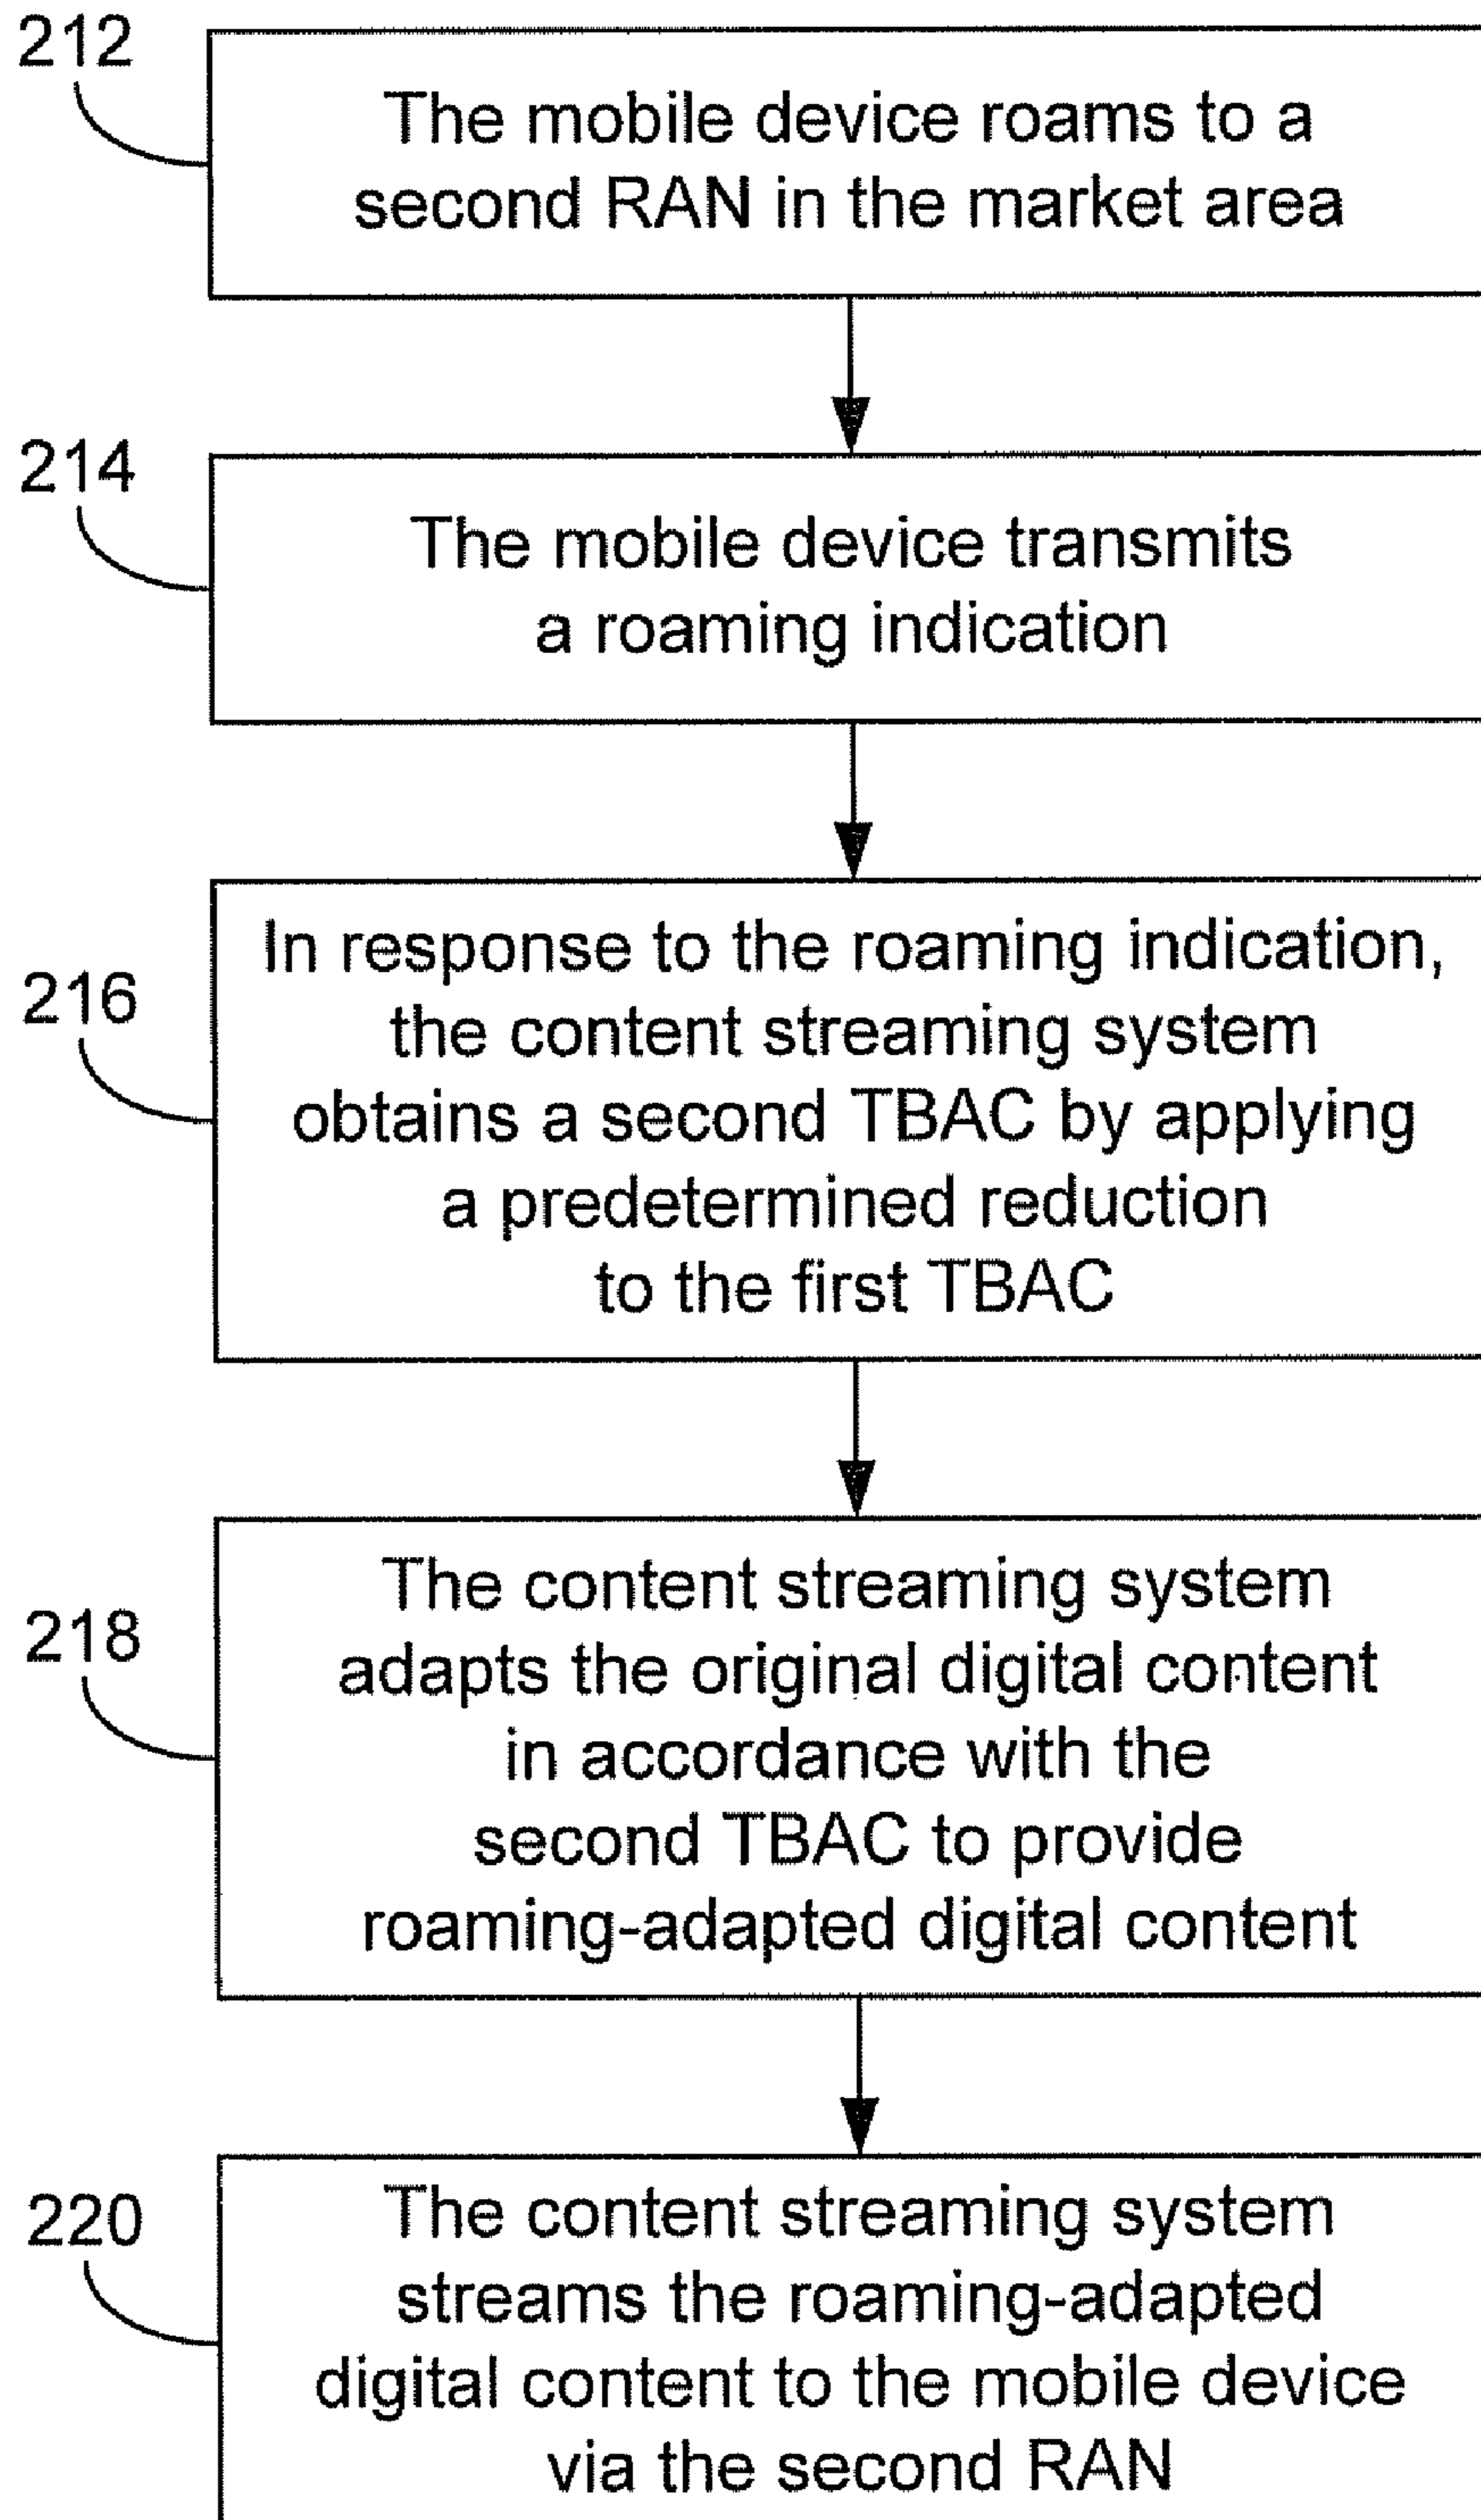 212
The mobile device roams to a
second RAN in the market area
214
The mobile device transmits
a roaming indication
216
In response to the roaming indication,
the content streaming system
obtains a second TBAC by applying
a predetermined reduction
to the first TBAC
218
The content streaming system
adapts the original digital content
in accordance with the
second TBAC to provide
roaming-adapted digital content
220
The content streaming system
streams the roaming-adapted
digital content to the mobile device
via the second RAN